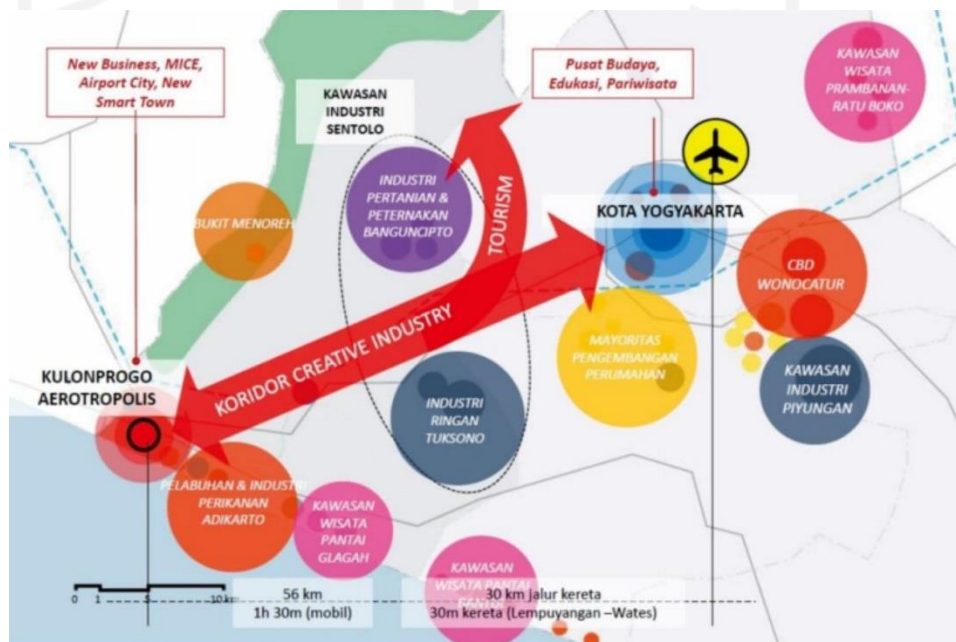 New Business, MICE,
Airport City, New
Smart Town
KAWASAN
INDUSTRI
SENTOLO
Pusat Budaya,
Edukasi, Pariwisata
KAWASAN
WISATA
PRAMBANAN-
RATU BOKO
BUKIT MENOREH
INDUSTRI
PERTANIAN &
PETERNAKAN
BANGUNCIPTO
TOURISM
KOTA YOGYAKARTA
CBD
WONOCATUR
KORIDOR CREATIVE INDUSTRY
MAYORITAS
PENGEMBANGAN
PERUMAHAN
KAWASAN
INDUSTRI
PIYUNGAN
KULONPROGO
AEROTROPOLIS
INDUSTRI
RINGAN
TUKSONO
PELABUHAN & INDUSTRI
PERIKANAN
ADIKARTO
KAWASAN
WISATA
PANTAI
GLAGAH
KAWASAN
WISATA PANTAI
0 1 5 10 km
56 km
1h 30m (mobil)
30 km jalur kereta
30m kereta (Lempuyangan –Wates)